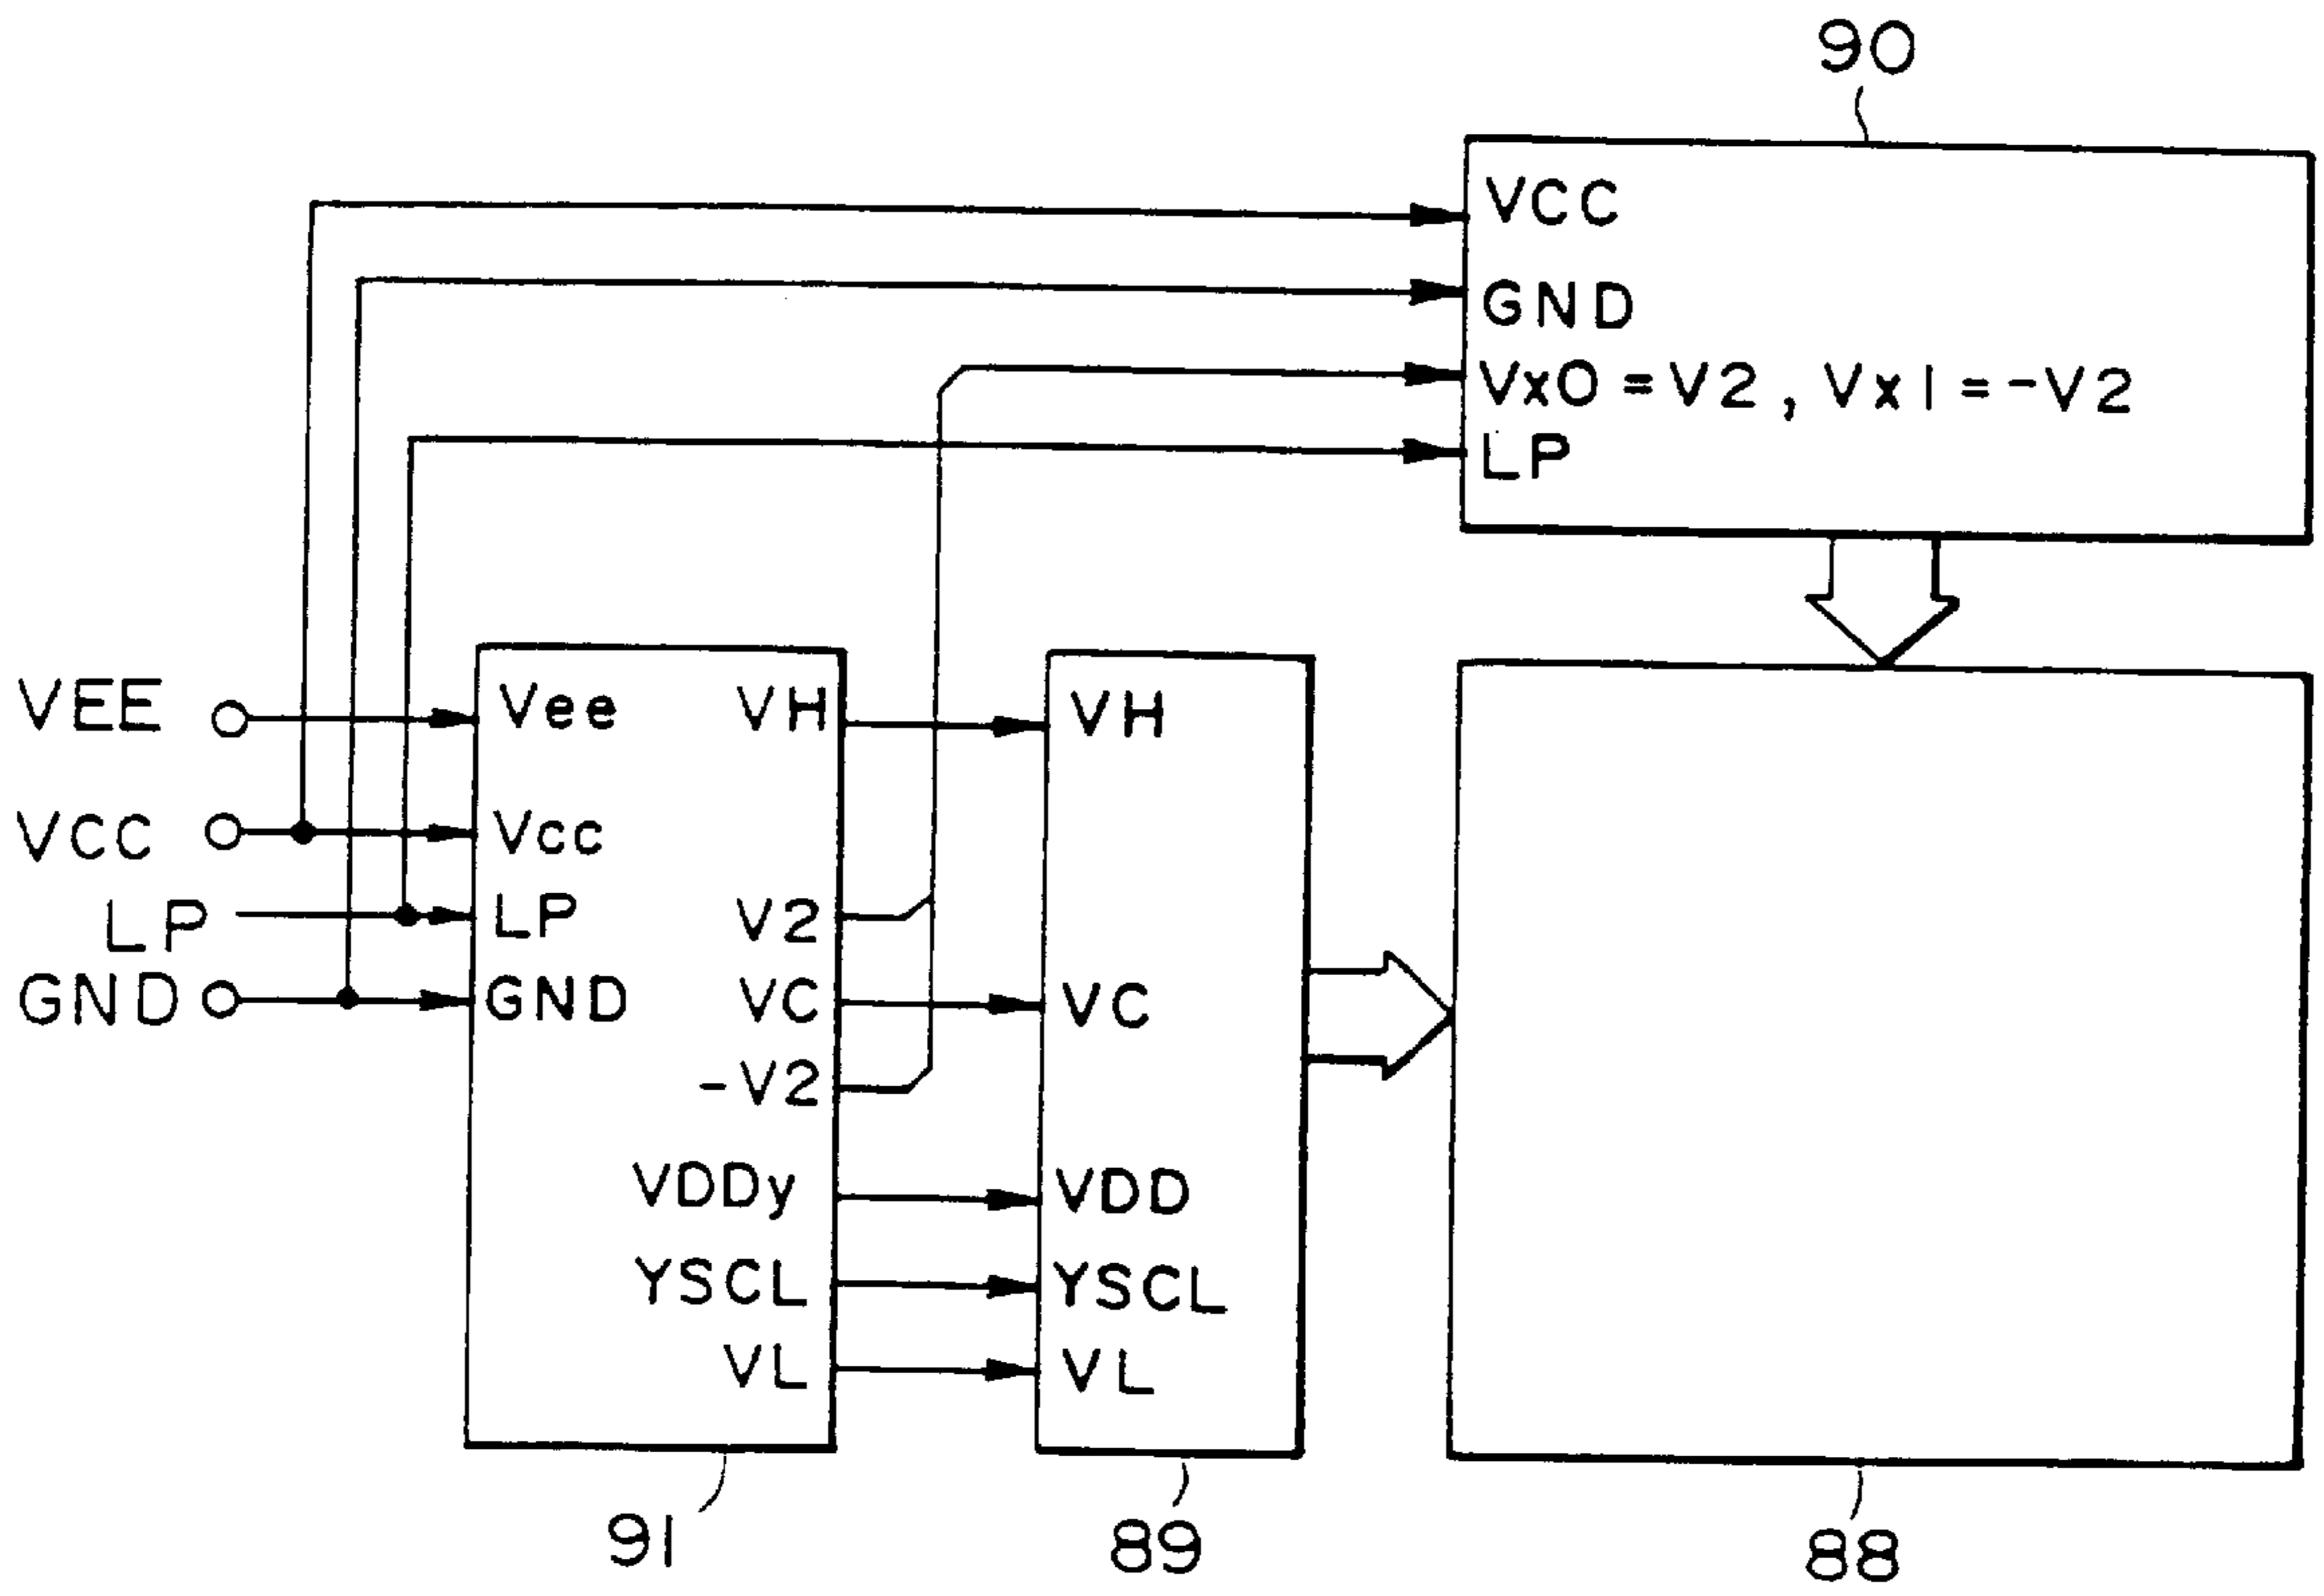 90
VCC
GND
Vx0 = V2, Vx1 = -V2
LP
VEE
VCC
LP
GND
Vee
Vcc
LP
GND
VH
V2
VC
-V2
VDDy
YSCL
VL
VH
VC
VDD
YSCL
VL
91
89
88